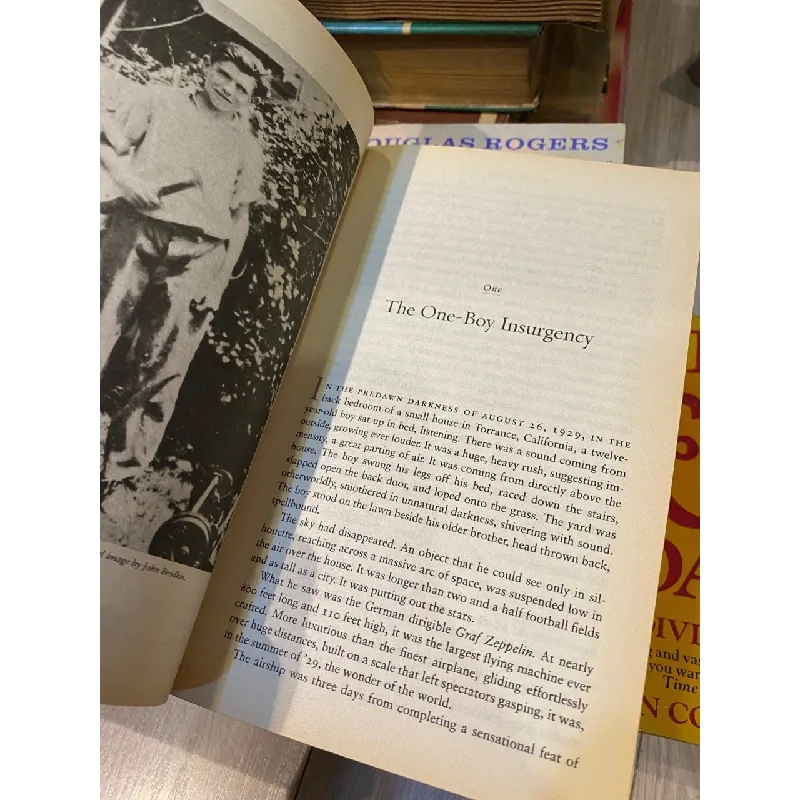 OUGLAS ROGERS
One
The One-Boy Insurgency
IN THE PREDAWN DARKNESS OF AUGUST 26, 1929, IN THE
back bedroom of a small house in Torrance, California, a twelve-
year-old boy sat up in bed, listening. There was a sound coming from
outside, growing ever louder. It was a huge, heavy rush, suggesting im-
mensity, a great parting of air. It was coming from directly above the
house. The boy swung his legs off his bed, raced down the stairs,
slapped open the back door, and loped onto the grass. The yard was
otherworldly, smothered in unnatural darkness, shivering with sound.
The boy stood on the lawn beside his older brother, head thrown back,
spellbound.
The sky had disappeared. An object that he could see only in sil-
houette, reaching across a massive arc of space, was suspended low in
the air over the house. It was longer than two and a half football fields
and as tall as a city. It was putting out the stars.
What he saw was the German dirigible Graf Zeppelin. At nearly
800 feet long and 110 feet high, it was the largest flying machine ever
crafted. More luxurious than the finest airplane, gliding effortlessly
over huge distances, built on a scale that left spectators gasping, it was,
in the summer of '29, the wonder of the world.
The airship was three days from completing a sensational feat of
image by John Brodkin.
DIVI
and va
you war
Time
N CO